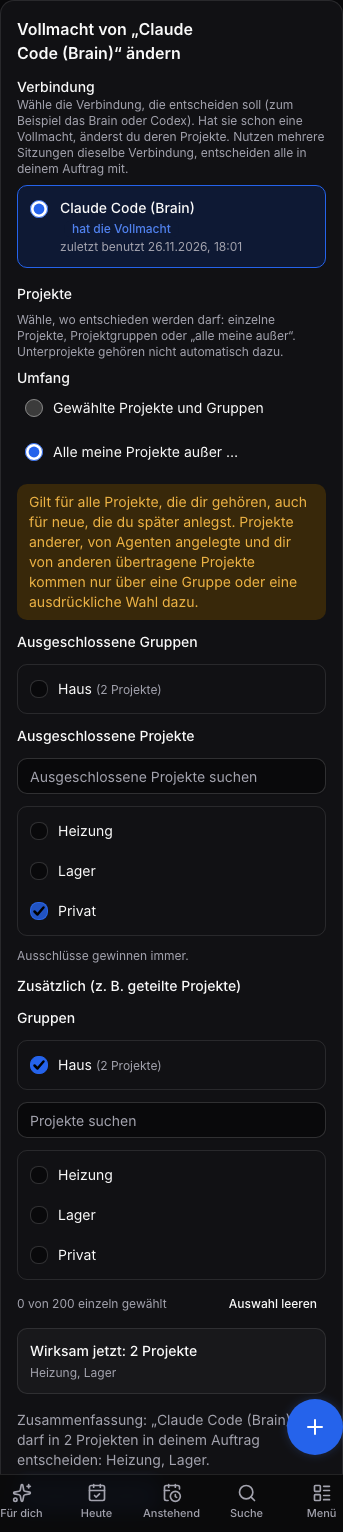 Vollmacht von „Claude
Code (Brain)“ ändern
Verbindung
Wähle die Verbindung, die entscheiden soll (zum
Beispiel das Brain oder Codex). Hat sie schon eine
Vollmacht, änderst du deren Projekte. Nutzen mehrere
Sitzungen dieselbe Verbindung, entscheiden alle in
deinem Auftrag mit.
Claude Code (Brain)
hat die Vollmacht
zuletzt benutzt 26.11.2026, 18:01
Projekte
Wähle, wo entschieden werden darf: einzelne
Projekte, Projektgruppen oder „alle meine außer“.
Unterprojekte gehören nicht automatisch dazu.
Umfang
Gewählte Projekte und Gruppen
Alle meine Projekte außer ...
Gilt für alle Projekte, die dir gehören, auch
für neue, die du später anlegst. Projekte
anderer, von Agenten angelegte und dir
von anderen übertragene Projekte
kommen nur über eine Gruppe oder eine
ausdrückliche Wahl dazu.
Ausgeschlossene Gruppen
Haus (2 Projekte)
Ausgeschlossene Projekte
Ausgeschlossene Projekte suchen
Heizung
Lager
Privat
Ausschlüsse gewinnen immer.
Zusätzlich (z. B. geteilte Projekte)
Gruppen
Haus (2 Projekte)
Projekte suchen
Heizung
Lager
Privat
0 von 200 einzeln gewählt Auswahl leeren
Wirksam jetzt: 2 Projekte
Heizung, Lager
Zusammenfassung: „Claude Code (Brain)
darf in 2 Projekten in deinem Auftrag
entscheiden: Heizung, Lager.
Für dich Heute Anstehend Suche Menü